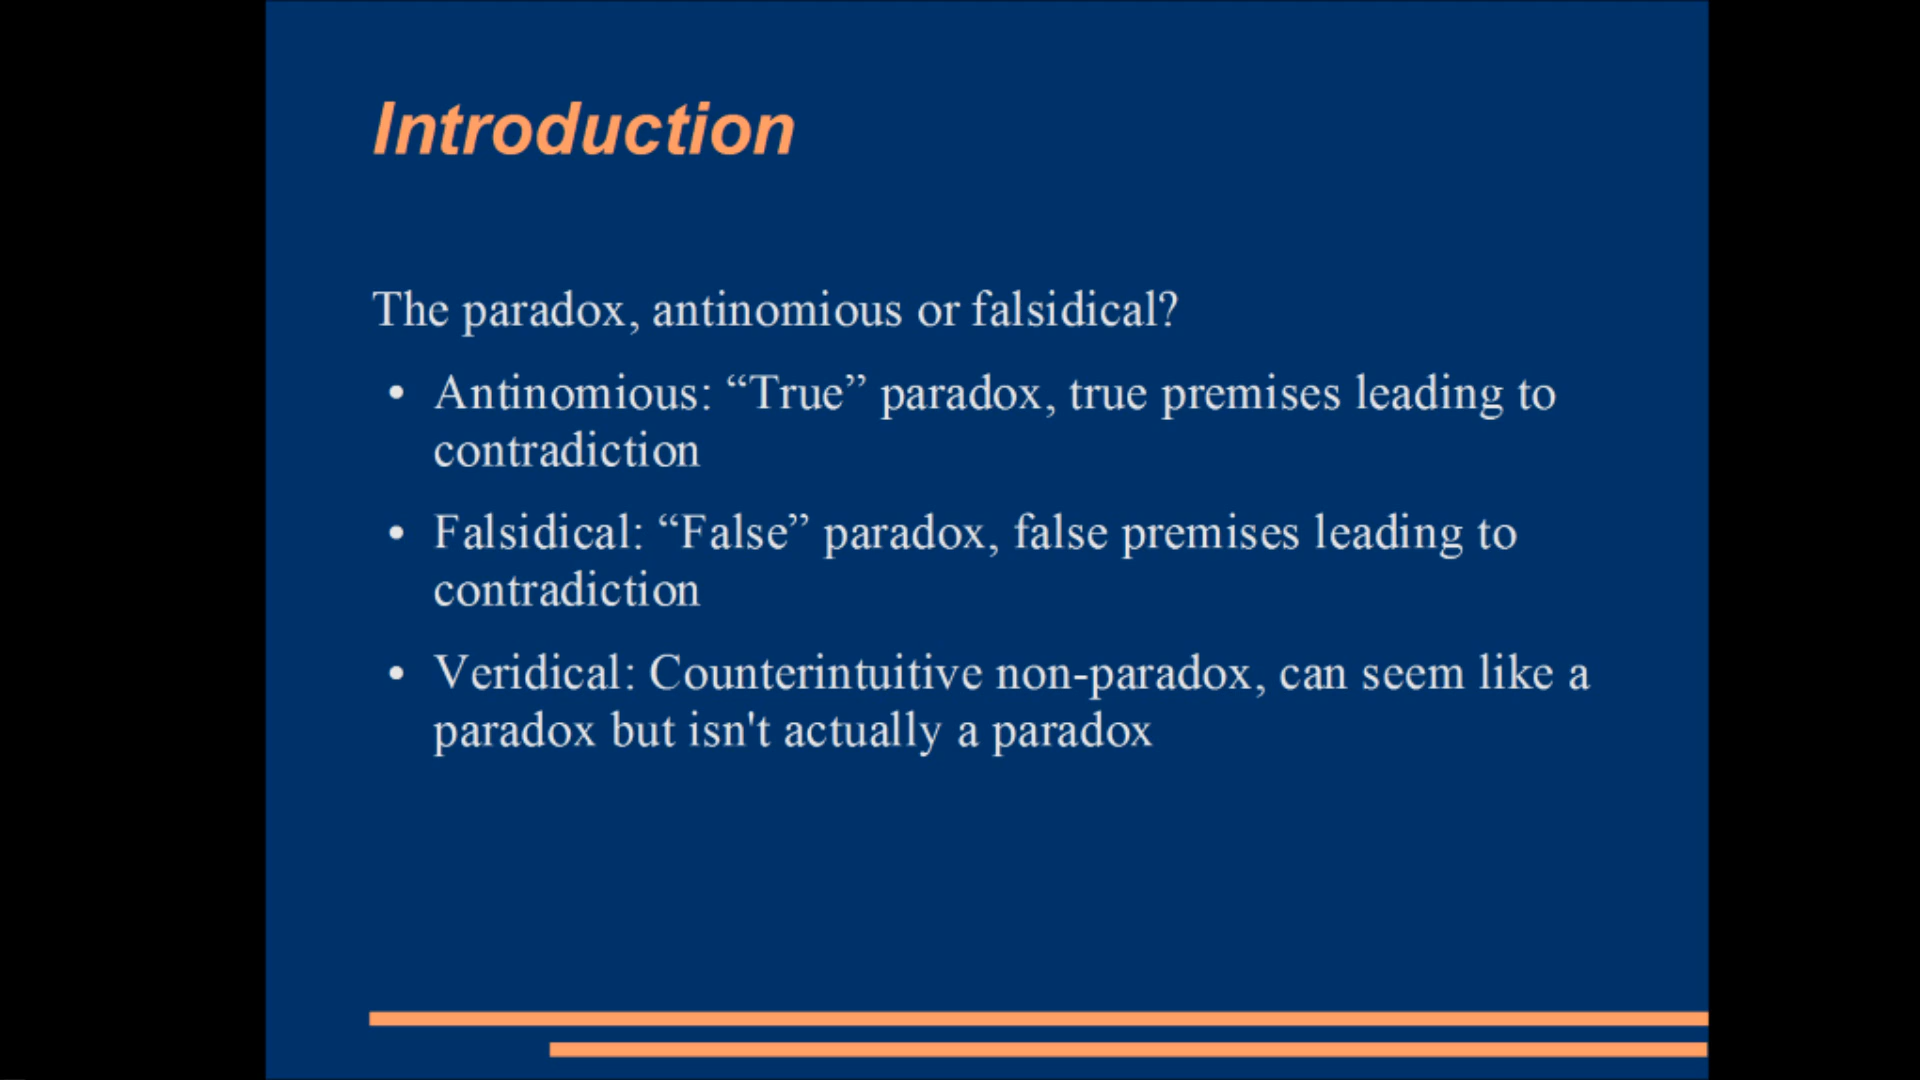 Introduction
The paradox, antinomious or falsidical?
• Antinomious: “True” paradox, true premises leading to
contradiction
• Falsidical: “False” paradox, false premises leading to
contradiction
• Veridical: Counterintuitive non-paradox, can seem like a
paradox but isn't actually a paradox